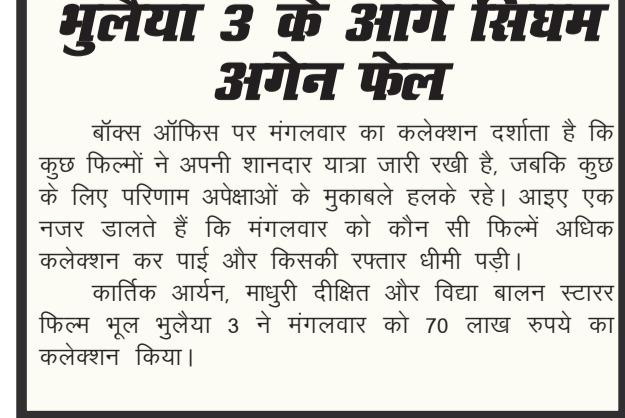 भुलैया 3 के आगे सिंघम
अगेन फेल
बॉक्स ऑफिस पर मंगलवार का कलेक्शन दर्शाता है कि
कुछ फिल्मों ने अपनी शानदार यात्रा जारी रखी है, जबकि कुछ
के लिए परिणाम अपेक्षाओं के मुकाबले हलके रहे। आइए एक
नजर डालते हैं कि मंगलवार को कौन सी फिल्में अधिक
कलेक्शन कर पाई और किसकी रफ्तार धीमी पड़ी।
कार्तिक आर्यन, माधुरी दीक्षित और विद्या बालन स्टारर
फिल्म भूल भुलैया 3 ने मंगलवार को 70 लाख रुपये का
कलेक्शन किया।